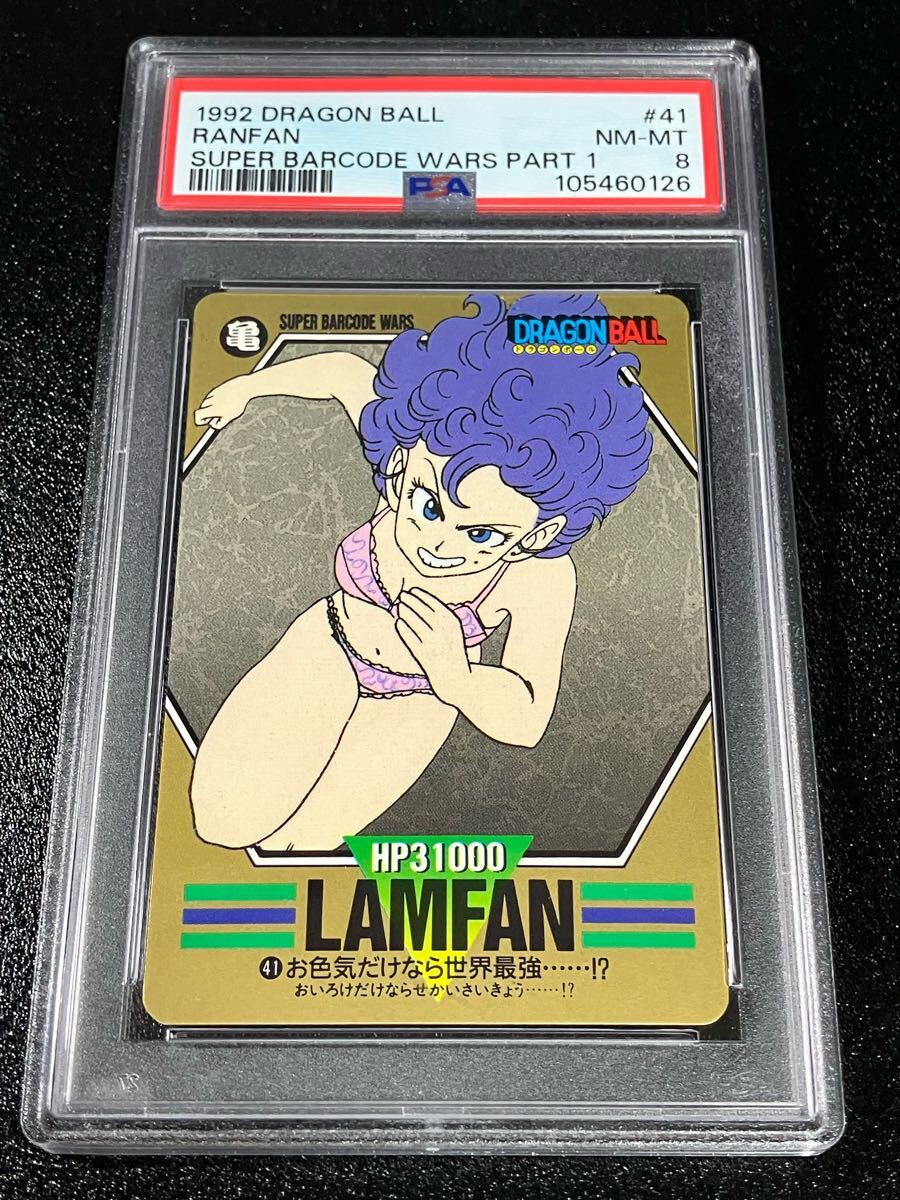 1992 DRAGON BALL #41
RANFAN NM-MT
SUPER BARCODE WARS PART 1 8
PSA 105460126
亀 SUPER BARCODE WARS DRAGON BALL
ドラゴンボール
HP31000
LAMFAN
41 お色気だけなら世界最強……!?
おいろけだけならせかいさいきょう……!?